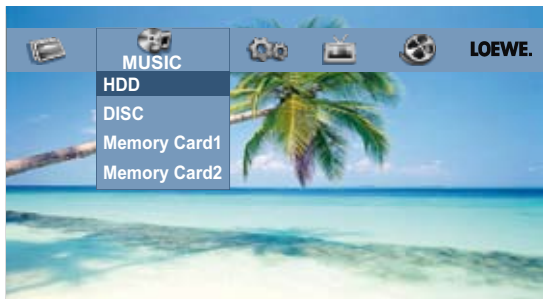 MUSIC
LOEWE.
HDD
DISC
Memory Card1
Memory Card2